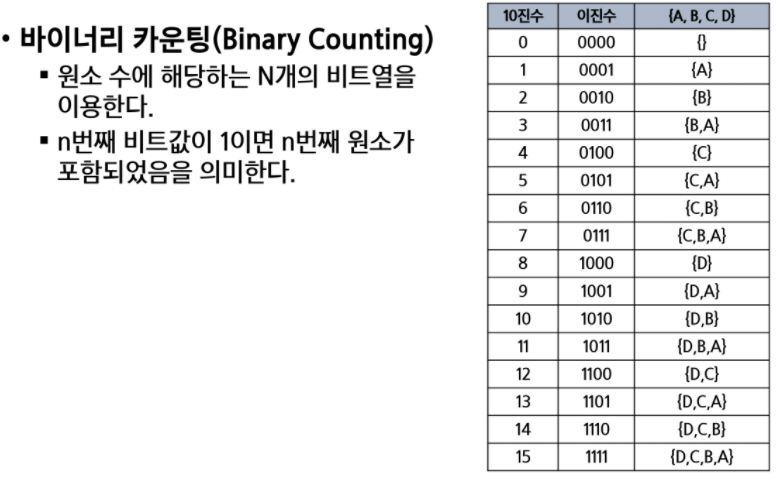 • 바이너리 카운팅(Binary Counting)
▪ 원소 수에 해당하는 N개의 비트열을
이용한다.
▪ n번째 비트값이 1이면 n번째 원소가
포함되었음을 의미한다.
10진수 이진수 {A, B, C, D}
0 0000 {}
1 0001 {A}
2 0010 {B}
3 0011 {B,A}
4 0100 {C}
5 0101 {C,A}
6 0110 {C,B}
7 0111 {C,B,A}
8 1000 {D}
9 1001 {D,A}
10 1010 {D,B}
11 1011 {D,B,A}
12 1100 {D,C}
13 1101 {D,C,A}
14 1110 {D,C,B}
15 1111 {D,C,B,A}